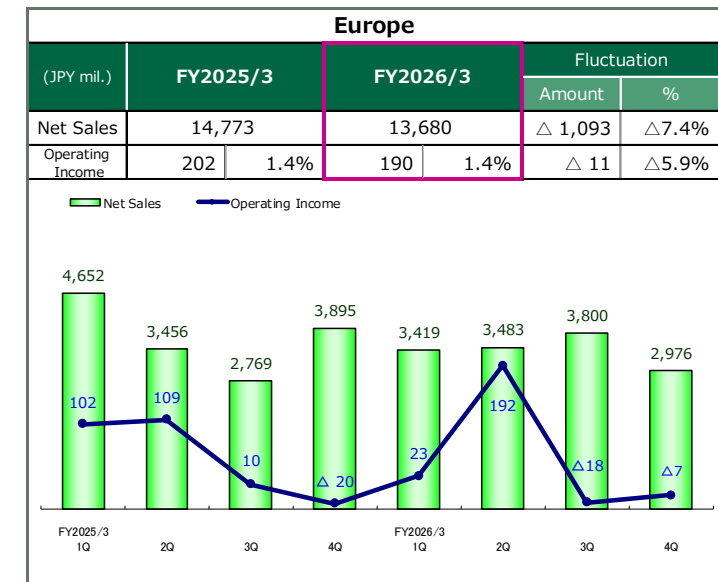 Europe
(JPY mil.) FY2025/3 FY2026/3 Fluctuation
Amount %
Net Sales 14,773 13,680 △ 1,093 △7.4%
Operating Income 202 1.4% 190 1.4% △ 11 △5.9%
Net Sales Operating Income
4,652
3,456
2,769
3,895
3,419
3,483
3,800
2,976
102
109
10
△ 20
23
192
△18
△7
FY2025/3 FY2026/3
1Q 2Q 3Q 4Q 1Q 2Q 3Q 4Q